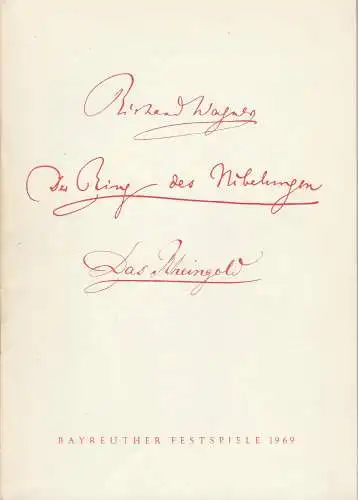 Richard Wagner
Der Ring des Nibelungen
Das Rheingold
BAYREUTHER FESTSPIELE 1969